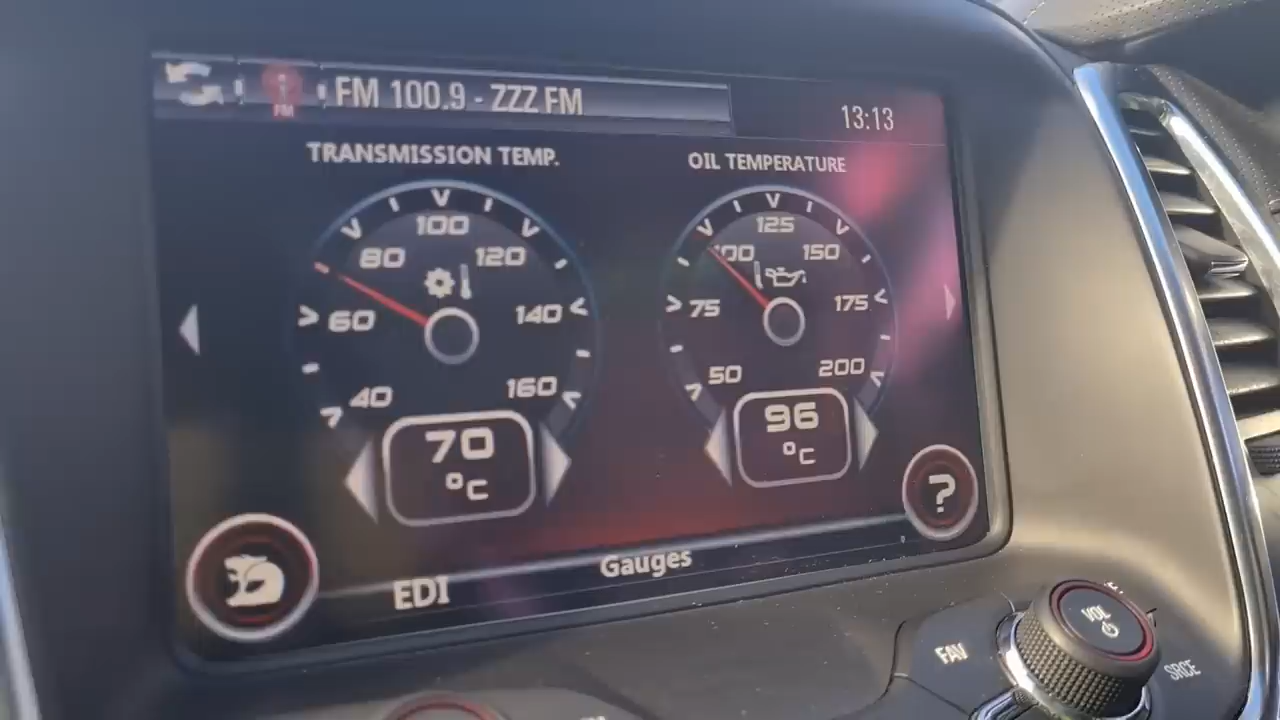 FM
FM 100.9 - ZZZ FM
13:13
TRANSMISSION TEMP.
OIL TEMPERATURE
40
60
80
100
120
140
160
70
°C
50
75
100
125
150
175
200
96
°C
?
EDI
Gauges
FAV
VOL
SRCE